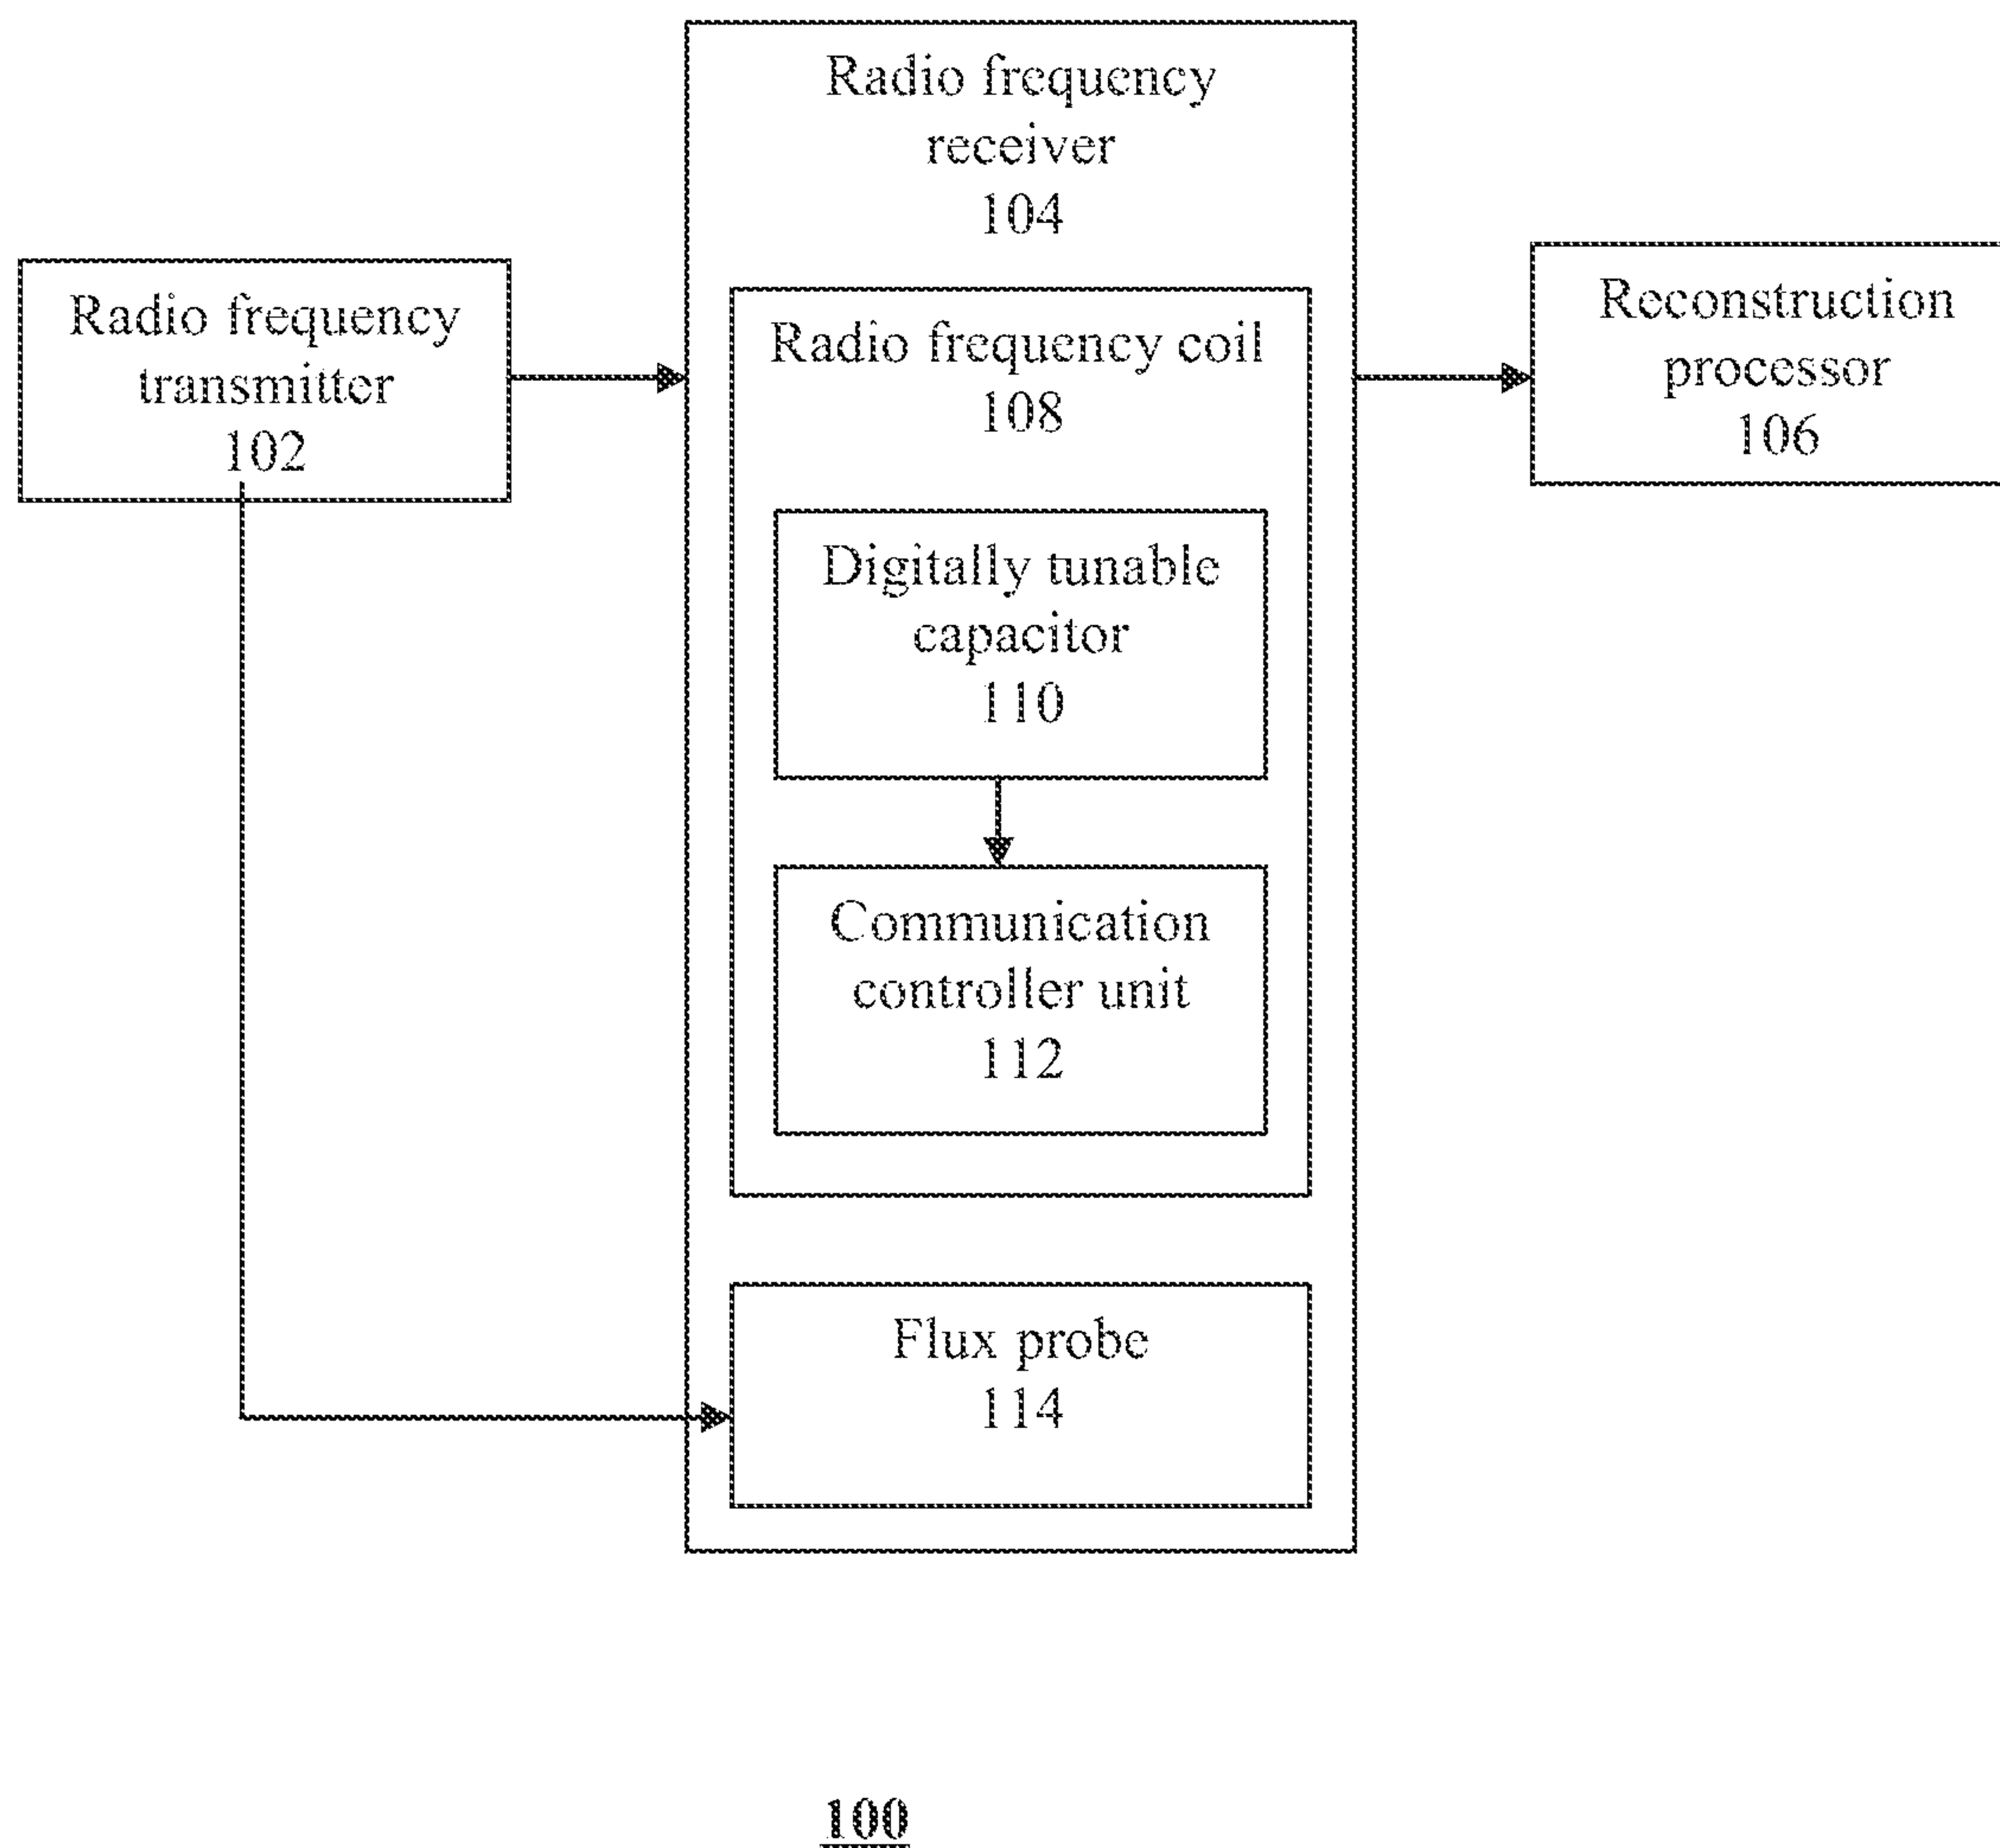 Radio frequency
receiver
104
Radio frequency
transmitter
102
Radio frequency coil
108
Digitally tunable
capacitor
110
Communication
controller unit
112
Flux probe
114
Reconstruction
processor
106
100